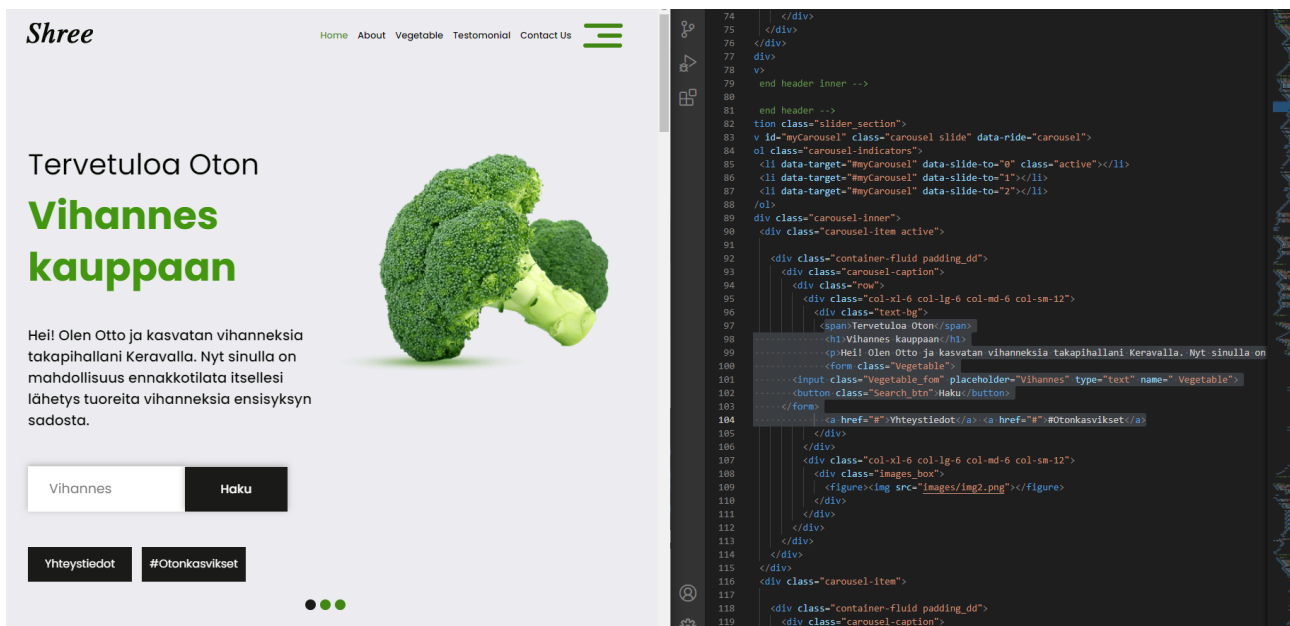 Shree
Home About Vegetable Testomonial Contact Us
Tervetuloa Oton
Vihannes
kauppaan
Hei! Olen Otto ja kasvatan vihanneksia
takapihallani Keravalla. Nyt sinulla on
mahdollisuus ennakkotilata itsellesi
lähetys tuoreita vihanneksia ensisyksyn
sadosta.
Vihannes Haku
Yhteystiedot #Otonkasvikset
74 </div>
75 </div>
76 </div>
77 div>
78 v>
79 end header inner -->
80
81 end header -->
82 tion class="slider_section">
83 v id="myCarousel" class="carousel slide" data-ride="carousel">
84 ol class="carousel-indicators">
85 <li data-target="#myCarousel" data-slide-to="0" class="active"></li>
86 <li data-target="#myCarousel" data-slide-to="1"></li>
87 <li data-target="#myCarousel" data-slide-to="2"></li>
88 /ol>
89 div class="carousel-inner">
90 <div class="carousel-item active">
91
92 <div class="container-fluid padding_dd">
93 <div class="carousel-caption">
94 <div class="row">
95 <div class="col-xl-6 col-lg-6 col-md-6 col-sm-12">
96 <div class="text-bg">
97 <span>Tervetuloa Oton</span>
98 <h1>Vihannes kauppaan</h1>
99 <p>Hei! Olen Otto ja kasvatan vihanneksia takapihallani Keravalla. Nyt sinulla on
100 <form class="Vegetable">
101 <input class="Vegetable_fom" placeholder="Vihannes" type="text" name=" Vegetable">
102 <button class="Search_btn">Haku</button>
103 </form>
104 <a href="#">Yhteystiedot</a> <a href="#">#Otonkasvikset</a>
105 </div>
106 </div>
107 <div class="col-xl-6 col-lg-6 col-md-6 col-sm-12">
108 <div class="images_box">
109 <figure><img src="images/img2.png"></figure>
110 </div>
111 </div>
112 </div>
113 </div>
114 </div>
115 </div>
116 <div class="carousel-item">
117
118 <div class="container-fluid padding_dd">
119 <div class="carousel-caption">